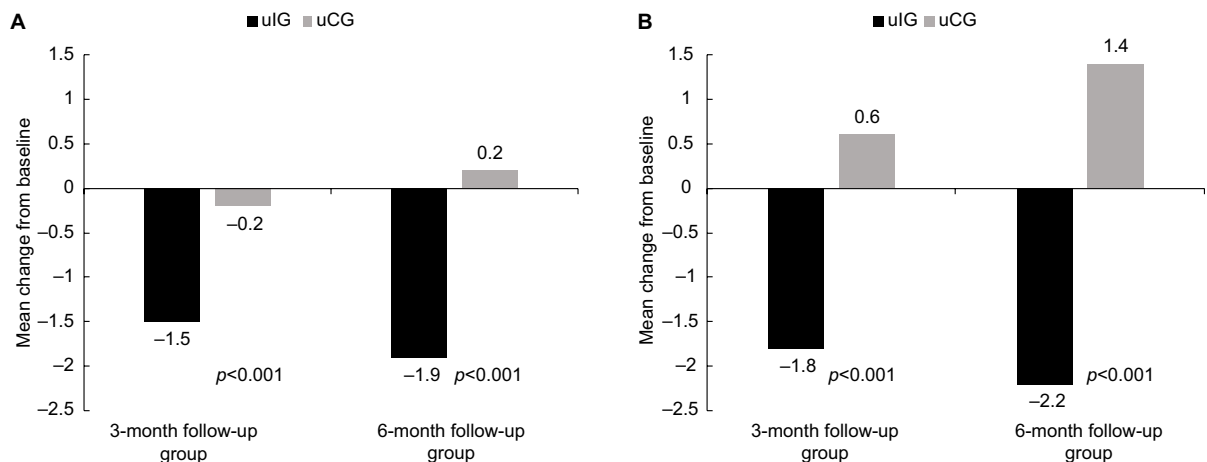 A
uIG uCG
Mean change from baseline
1.5
1
0.5
0
–0.5
–1
–1.5
–2
–2.5
–1.5
–0.2
p<0.001
–1.9
0.2
p<0.001
3-month follow-up
group
6-month follow-up
group
B
uIG uCG
Mean change from baseline
1.5
1
0.5
0
–0.5
–1
–1.5
–2
–2.5
–1.8
0.6
p<0.001
–2.2
1.4
p<0.001
3-month follow-up
group
6-month follow-up
group